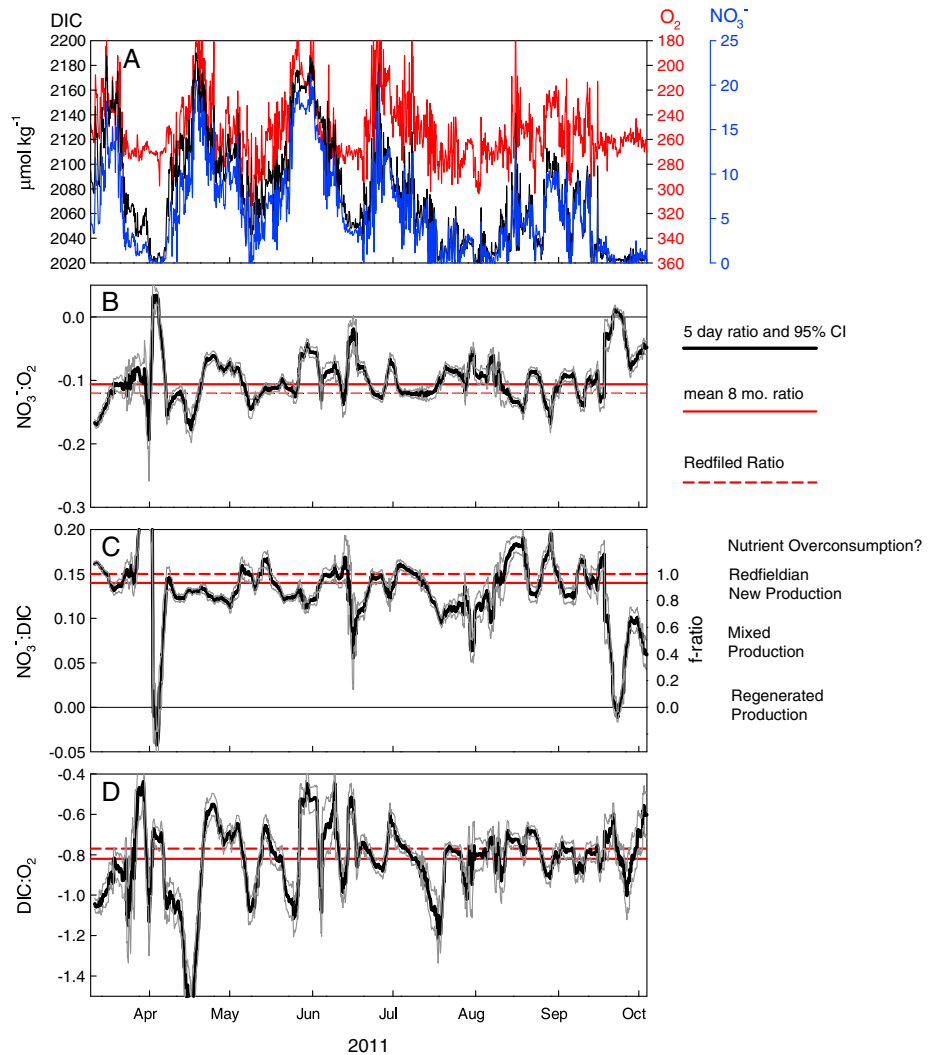 DIC
O2
NO3-
A
2200
2180
2160
2140
2120
2100
2080
2060
2040
2020
µmol kg-1
180
200
220
240
260
280
300
320
340
360
25
20
15
10
5
0
B
0.0
-0.1
-0.2
-0.3
NO3-:O2
5 day ratio and 95% CI
mean 8 mo. ratio
Redfiled Ratio
C
0.20
0.15
0.10
0.05
0.00
-0.05
NO3-:DIC
1.0
0.8
0.6
0.4
0.2
0.0
f-ratio
Nutrient Overconsumption?
Redfieldian
New Production
Mixed
Production
Regenerated
Production
D
-0.4
-0.6
-0.8
-1.0
-1.2
-1.4
DIC:O2
Apr May Jun Jul Aug Sep Oct
2011